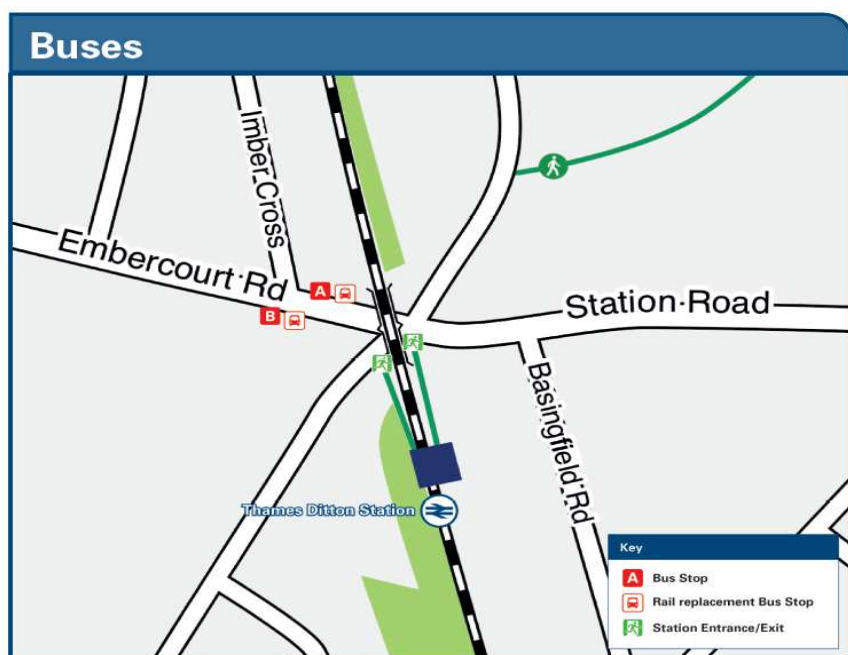 Buses
Imber Cross
Embercourt Rd
A
B
Station Road
Basingfield Rd
Thames Ditton Station
Key
A Bus Stop
Rail replacement Bus Stop
Station Entrance/Exit